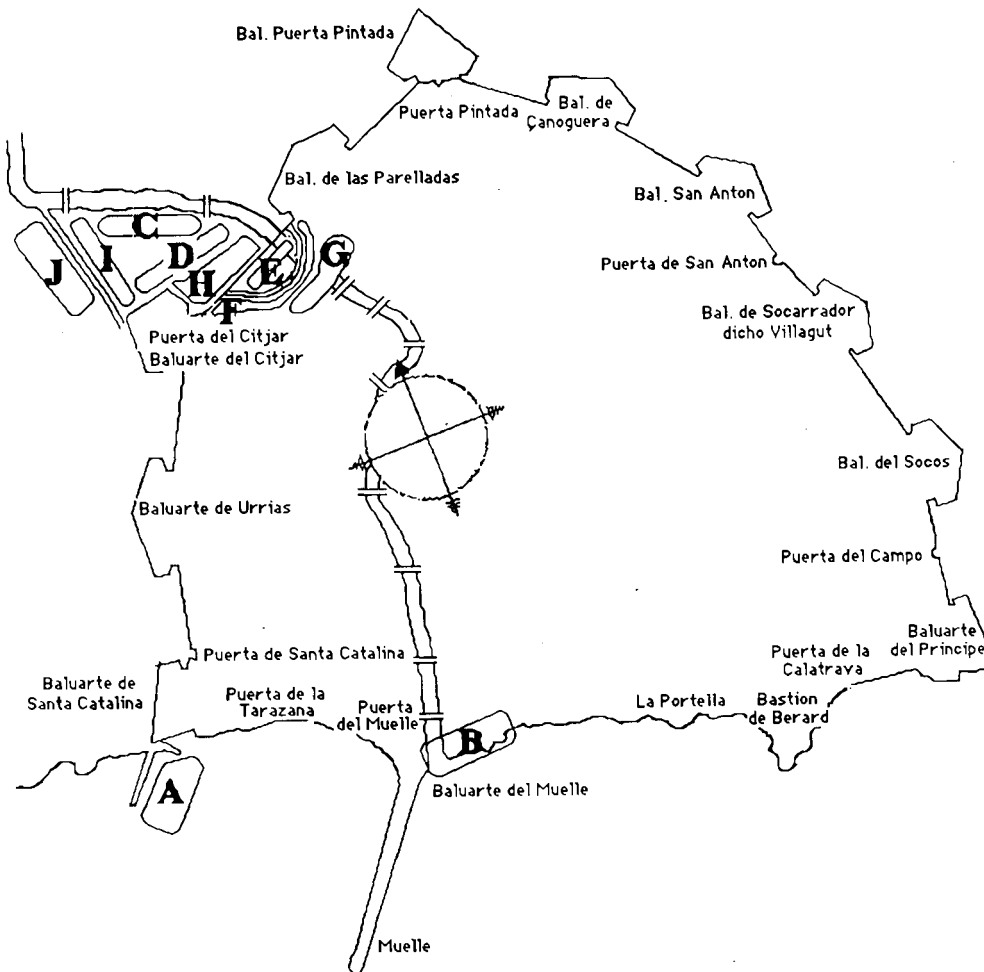 Bal. Puerta Pintada
Puerta Pintada
Bal. de
Çanoguera
Bal. de las Parelladas
Bal. San Anton
C
G
I
D
J
H
E
F
Puerta de San Anton
Bal. de Socarrador
dicho Villagut
Puerta del Citjar
Baluarte del Citjar
Bal. del Socos
Baluarte de Urrias
Puerta del Campo
Puerta de Santa Catalina
Baluarte
del Principe
Puerta de la
Calatrava
Baluarte de
Santa Catalina
Puerta de la
Tarazana
Puerta
del Muelle
La Portella
Bastion
de Berard
B
A
Baluarte del Muelle
Muelle